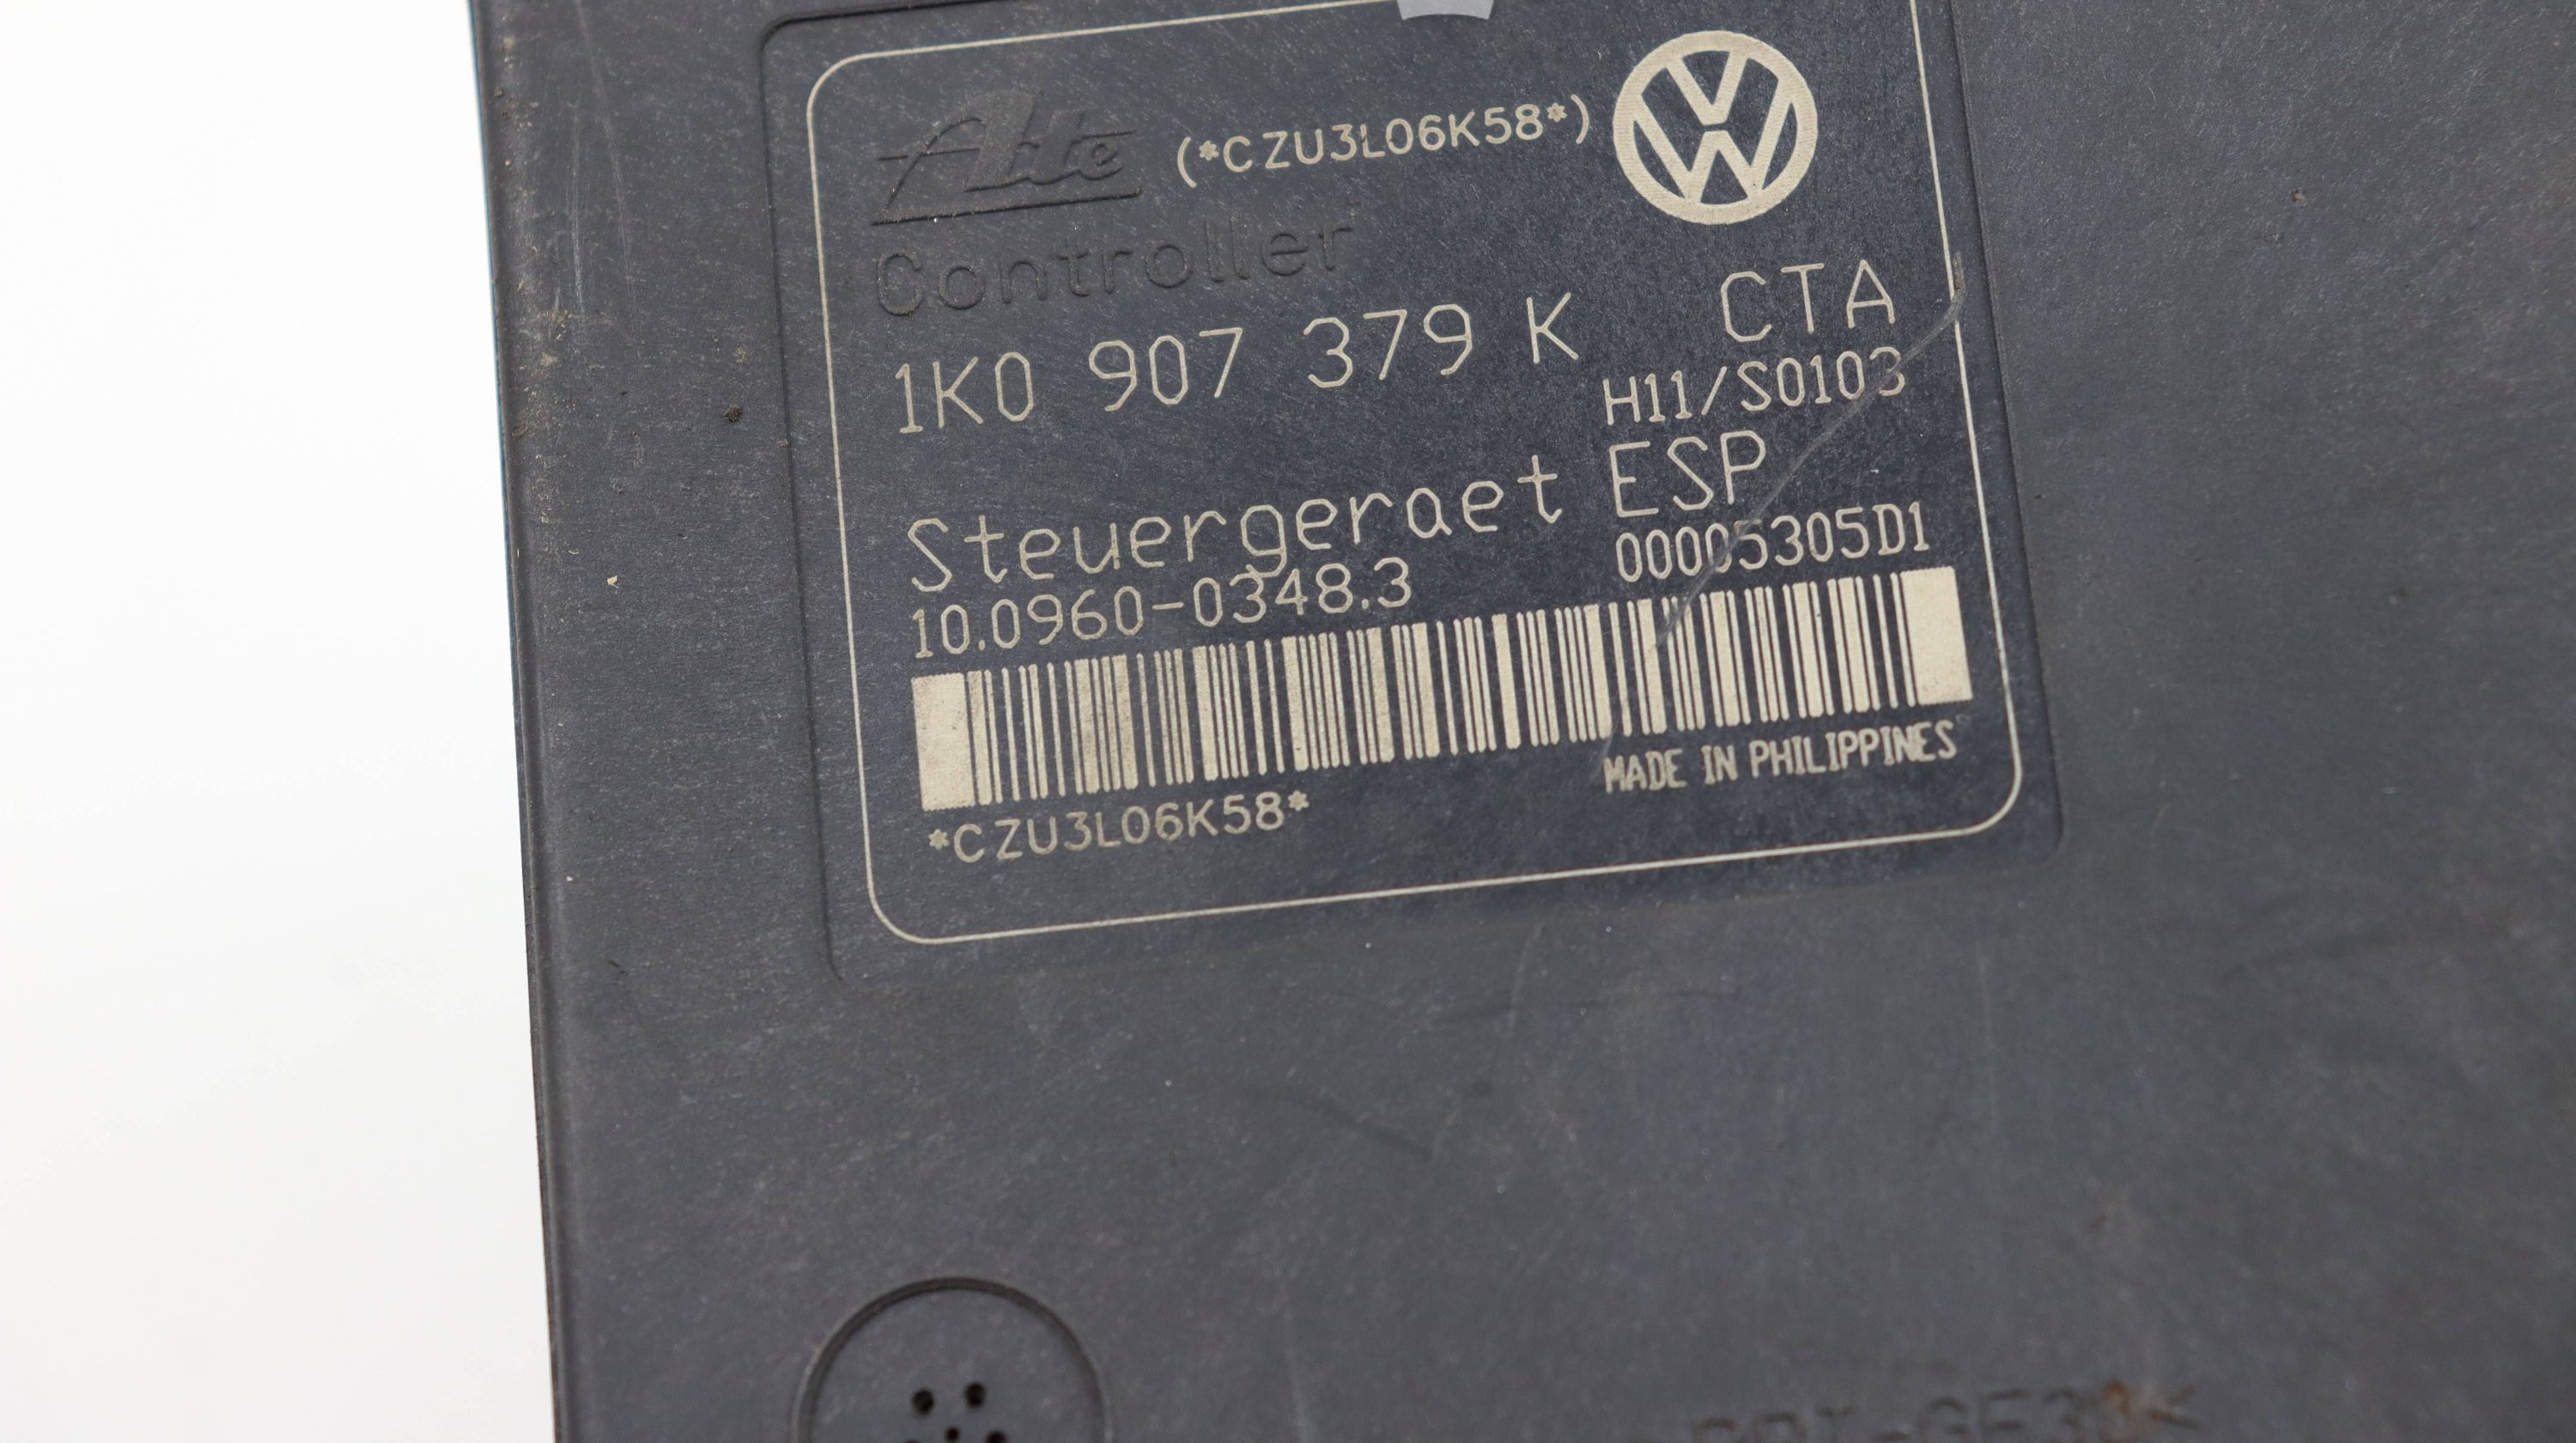 Ate (*CZU3L06K58*) VW
Controller
1K0 907 379 K CTA
H11/S0103
Steuergeraet ESP
10.0960-0348.3 00005305D1
MADE IN PHILIPPINES
*CZU3L06K58*